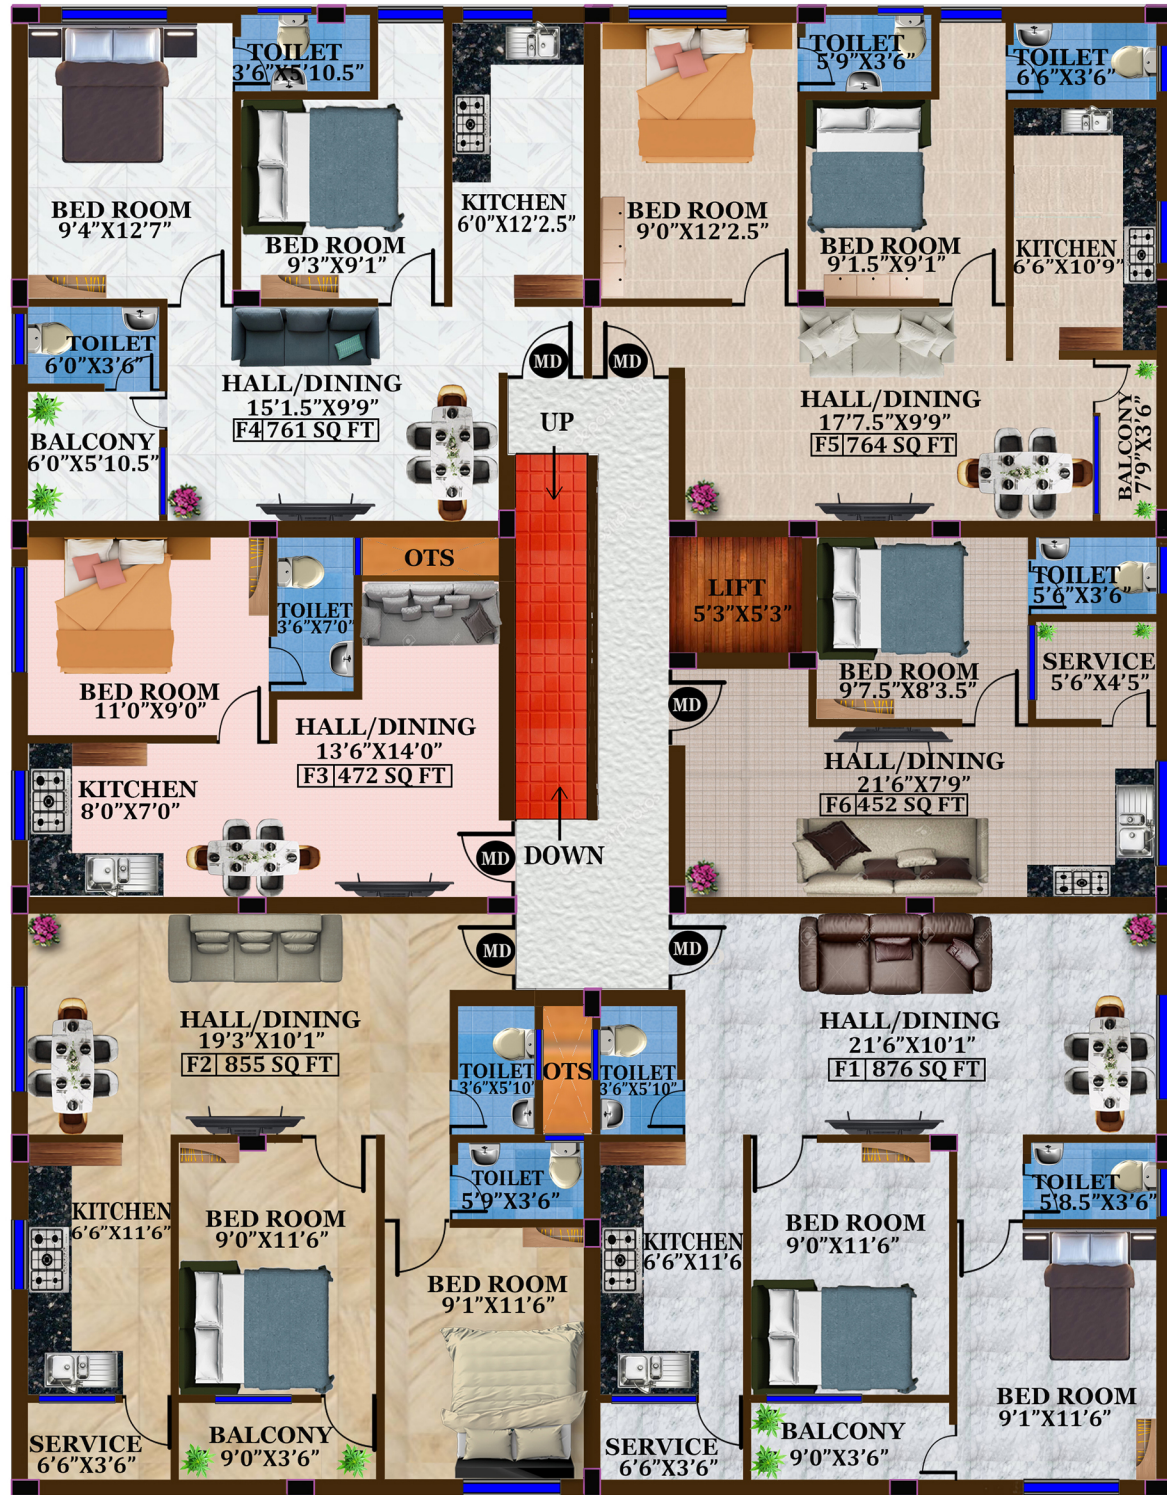 TOILET
3'6"X5'10.5"
BED ROOM
9'4"X12'7"
BED ROOM
9'3"X9'1"
KITCHEN
6'0"X12'2.5"
TOILET
6'0"X3'6"
BALCONY
6'0"X5'10.5"
HALL/DINING
15'1.5"X9'9"
F4 761 SQ FT
MD
MD
UP
TOILET
5'9"X3'6"
TOILET
6'6"X3'6"
BED ROOM
9'0"X12'2.5"
BED ROOM
9'1.5"X9'1"
KITCHEN
6'6"X10'9"
HALL/DINING
17'7.5"X9'9"
F5 764 SQ FT
BALCONY
7'9"X3'6"
OTS
TOILET
3'6"X7'0"
BED ROOM
11'0X9'0"
HALL/DINING
13'6"X14'0"
F3 472 SQ FT
KITCHEN
8'0"X7'0"
MD
DOWN
LIFT
5'3"X5'3"
MD
BED ROOM
9'7.5"X8'3.5"
TOILET
5'6"X3'6"
SERVICE
5'6"X4'5"
HALL/DINING
21'6"X7'9"
F6 452 SQ FT
MD
MD
HALL/DINING
19'3"X10'1"
F2 855 SQ FT
TOILET
3'6"X5'10"
OTS
TOILET
3'6"X5'10"
HALL/DINING
21'6"X10'1"
F1 876 SQ FT
KITCHEN
6'6"X11'6"
BED ROOM
9'0"X11'6"
TOILET
5'9"X3'6"
BED ROOM
9'1"X11'6"
SERVICE
6'6"X3'6"
BALCONY
9'0"X3'6"
KITCHEN
6'6"X11'6
BED ROOM
9'0"X11'6"
TOILET
5'8.5"X3'6"
BED ROOM
9'1"X11'6"
SERVICE
6'6"X3'6"
BALCONY
9'0"X3'6"